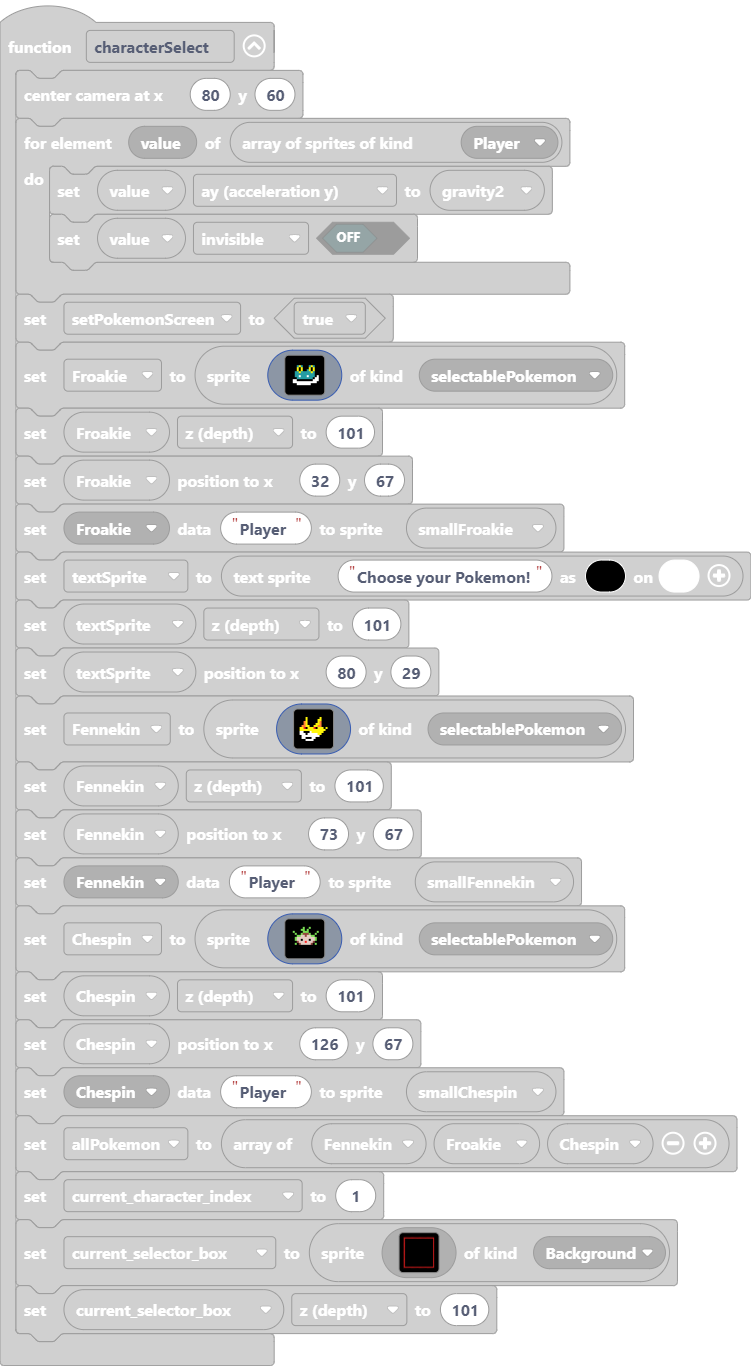 function characterSelect
center camera at x 80 y 60
for element value of array of sprites of kind Player
do set value ay (acceleration y) to gravity2
set value invisible OFF
set setPokemonScreen to true
set Froakie to sprite of kind selectablePokemon
set Froakie z (depth) to 101
set Froakie position to x 32 y 67
set Froakie data "Player" to sprite smallFroakie
set textSprite to text sprite "Choose your Pokemon!" as on
set textSprite z (depth) to 101
set textSprite position to x 80 y 29
set Fennekin to sprite of kind selectablePokemon
set Fennekin z (depth) to 101
set Fennekin position to x 73 y 67
set Fennekin data "Player" to sprite smallFennekin
set Chespin to sprite of kind selectablePokemon
set Chespin z (depth) to 101
set Chespin position to x 126 y 67
set Chespin data "Player" to sprite smallChespin
set allPokemon to array of Fennekin Froakie Chespin
set current_character_index to 1
set current_selector_box to sprite of kind Background
set current_selector_box z (depth) to 101